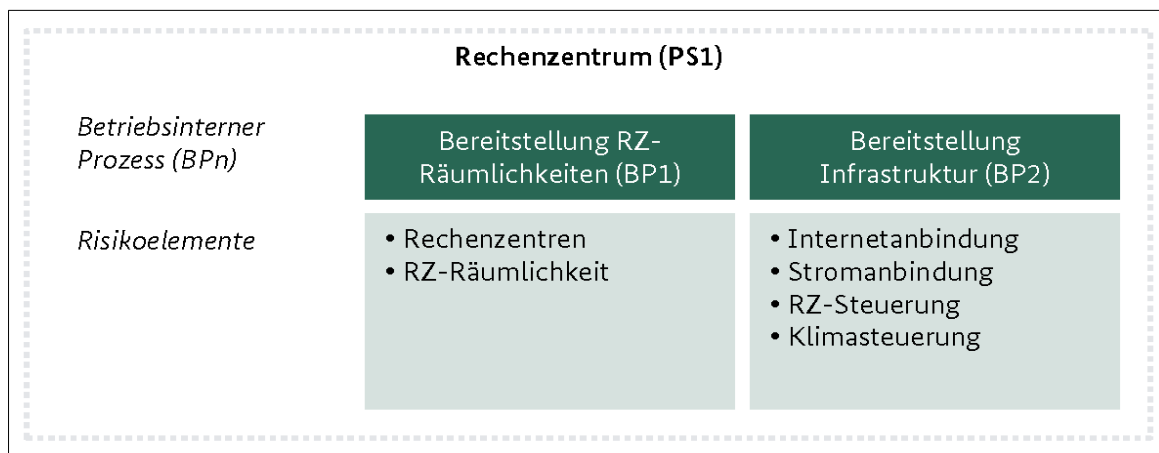 Rechenzentrum (PS1)
Betriebsinterner
Prozess (BPn)
Bereitstellung RZ-
Räumlichkeiten (BP1)
Bereitstellung
Infrastruktur (BP2)
Risikoelemente
• Rechenzentren
• RZ-Räumlichkeit
• Internetanbindung
• Stromanbindung
• RZ-Steuerung
• Klimasteuerung